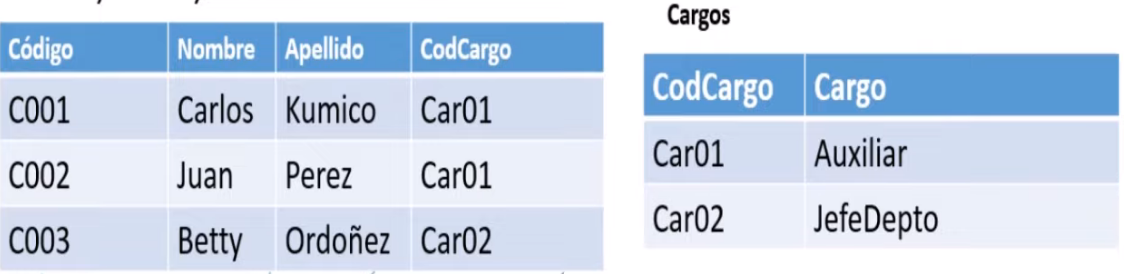 Código Nombre Apellido CodCargo
C001 Carlos Kumico Car01
C002 Juan Perez Car01
C003 Betty Ordoñez Car02
Cargos
CodCargo Cargo
Car01 Auxiliar
Car02 JefeDepto